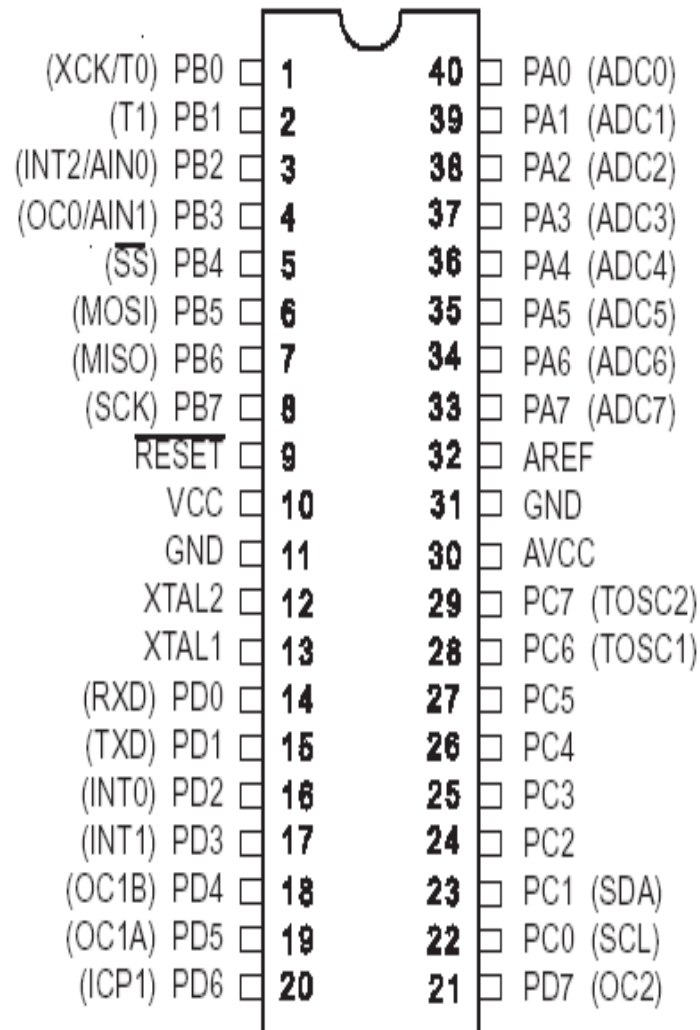 (XCK/T0) PB0 1 40 PA0 (ADC0)
(T1) PB1 2 39 PA1 (ADC1)
(INT2/AIN0) PB2 3 38 PA2 (ADC2)
(OC0/AIN1) PB3 4 37 PA3 (ADC3)
(SS) PB4 5 36 PA4 (ADC4)
(MOSI) PB5 6 35 PA5 (ADC5)
(MISO) PB6 7 34 PA6 (ADC6)
(SCK) PB7 8 33 PA7 (ADC7)
RESET 9 32 AREF
VCC 10 31 GND
GND 11 30 AVCC
XTAL2 12 29 PC7 (TOSC2)
XTAL1 13 28 PC6 (TOSC1)
(RXD) PD0 14 27 PC5
(TXD) PD1 15 26 PC4
(INT0) PD2 16 25 PC3
(INT1) PD3 17 24 PC2
(OC1B) PD4 18 23 PC1 (SDA)
(OC1A) PD5 19 22 PC0 (SCL)
(ICP1) PD6 20 21 PD7 (OC2)